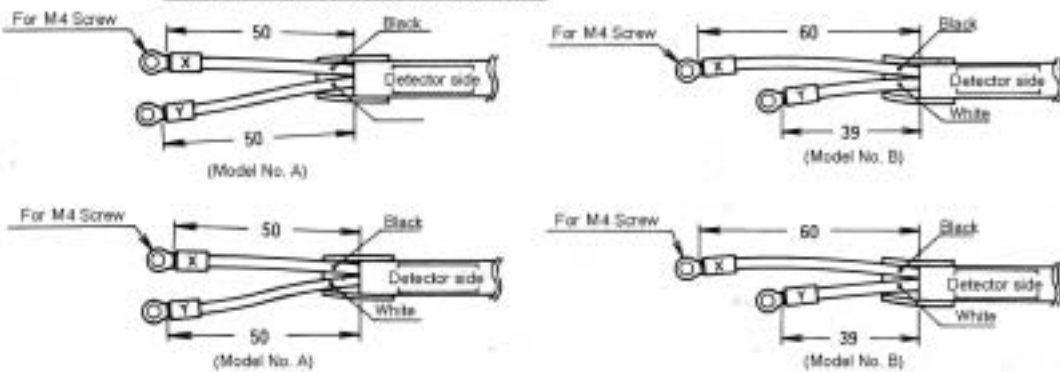 For M4 Screw
50
Black
X
Detector side
Y
50
(Model No. A)
For M4 Screw
60
Black
X
Detector side
Y
White
39
(Model No. B)
For M4 Screw
50
Black
X
Detector side
Y
White
50
(Model No. A)
For M4 Screw
60
Black
X
Detector side
Y
White
39
(Model No. B)